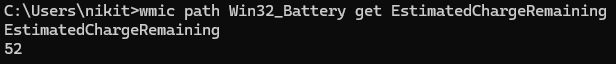 C:\Users\nikit>wmic path Win32_Battery get EstimatedChargeRemaining
EstimatedChargeRemaining
52